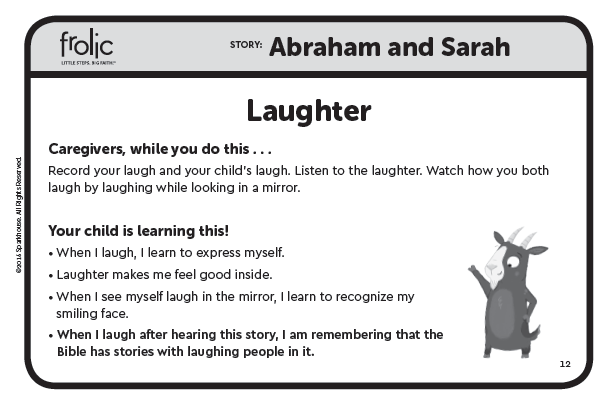 frolic
LITTLE STEPS. BIG FAITH.™
STORY: Abraham and Sarah
Laughter
Caregivers, while you do this . . .
Record your laugh and your child's laugh. Listen to the laughter. Watch how you both
laugh by laughing while looking in a mirror.
Your child is learning this!
• When I laugh, I learn to express myself.
• Laughter makes me feel good inside.
• When I see myself laugh in the mirror, I learn to recognize my
smiling face.
• When I laugh after hearing this story, I am remembering that the
Bible has stories with laughing people in it.
12
©2016 Sparkhouse. All Rights Reserved.